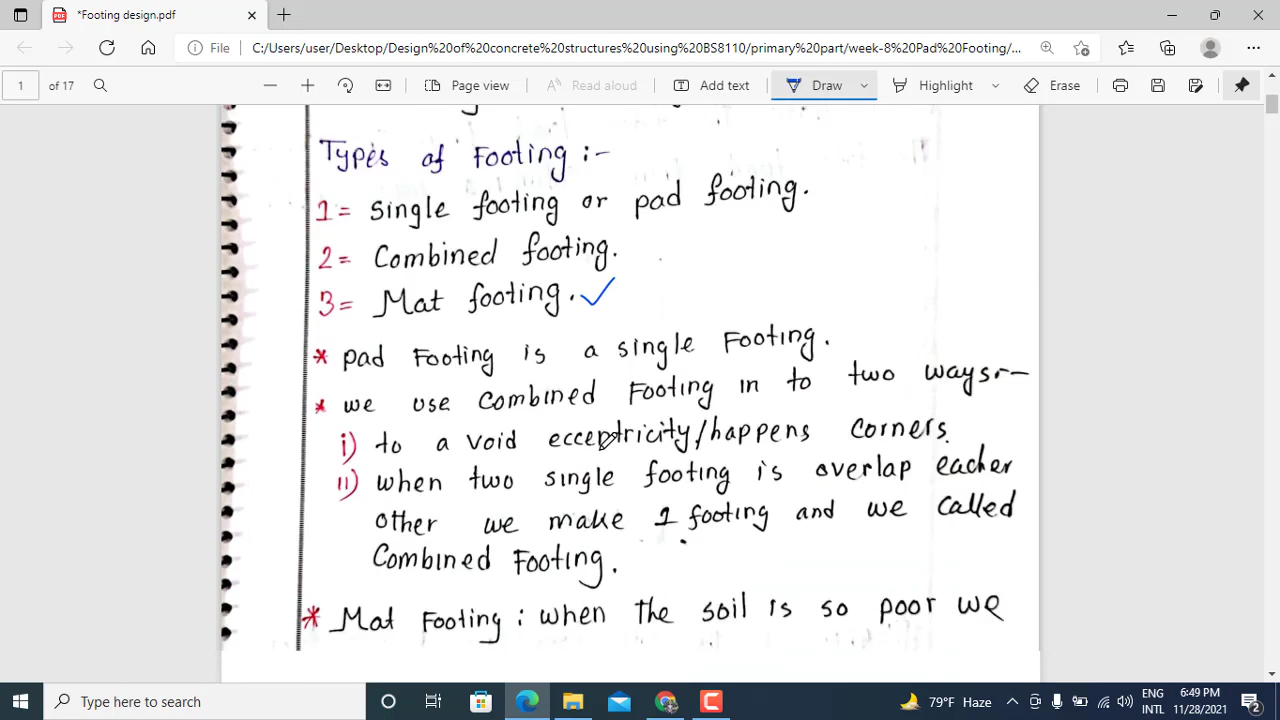 *Footing design.pdf
File
C:/Users/user/Desktop/Design%20of%20concrete%20structures%20using%20BS8110/primary%20part/week-8%20Pad%20Footing/...
1 of 17
Page view
Read aloud
Add text
Draw
Highlight
Erase
Types of Footing :-
1= Single footing or pad footing.
2= Combined footing.
3= Mat footing.
* pad Footing is a single Footing.
* we use Combined Footing in to two ways:-
i) to a void eccentricity/happens corners.
ii) when two single footing is overlap eacher
other we make 1 footing and we called
Combined Footing.
* Mat Footing : when the soil is so poor we
Type here to search
79°F Haze
ENG
INTL
8:49 PM
11/28/2021
2